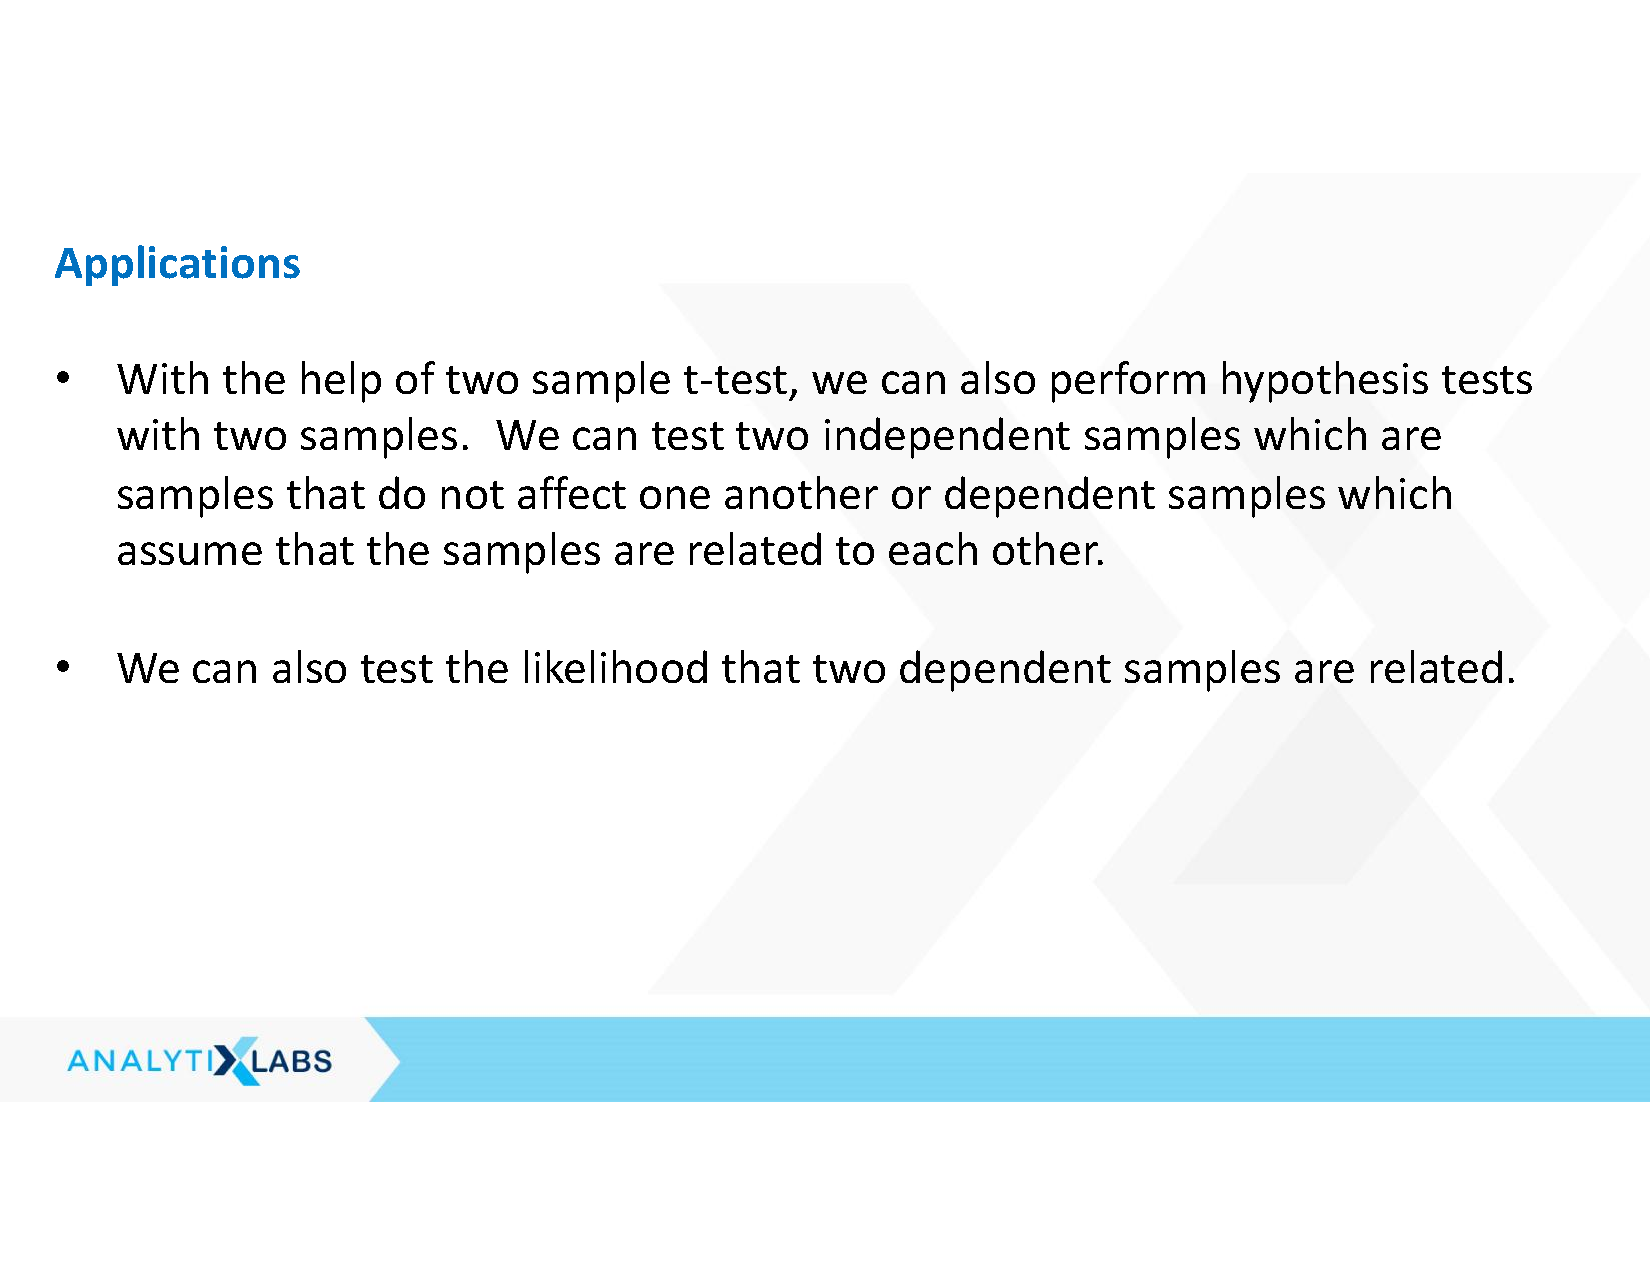 Applications
• With the help of two sample t-test, we can also perform hypothesis tests
with two samples. We can test two independent samples which are
samples that do not affect one another or dependent samples which
assume that the samples are related to each other.
• We can also test the likelihood that two dependent samples are related.
ANALYTIXLABS